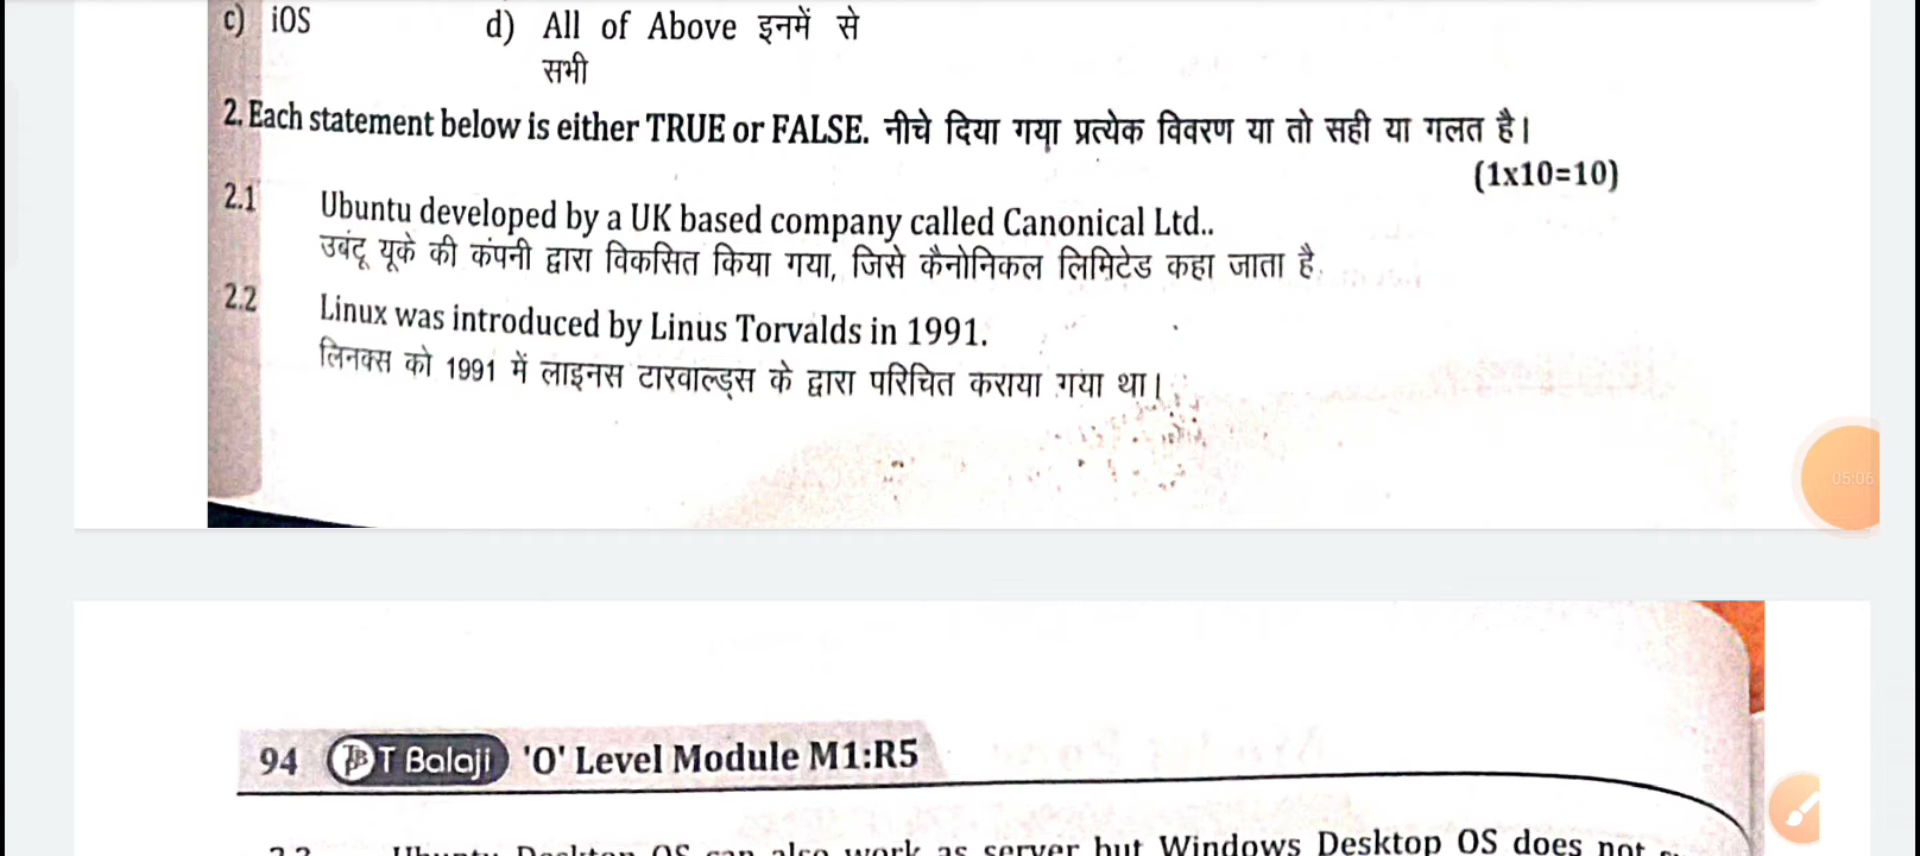 c) iOS d) All of Above इनमें से
सभी
2. Each statement below is either TRUE or FALSE. नीचे दिया गया प्रत्येक विवरण या तो सही या गलत है।
(1x10=10)
2.1 Ubuntu developed by a UK based company called Canonical Ltd..
उबंटू यूके की कंपनी द्वारा विकसित किया गया, जिसे कैनोनिकल लिमिटेड कहा जाता है.
2.2 Linux was introduced by Linus Torvalds in 1991.
लिनक्स को 1991 में लाइनस टारवाल्ड्स के द्वारा परिचित कराया गया था।
05:06
94 T Balaji 'O' Level Module M1:R5
Ubuntu Desktop OS can also work as server but Windows Desktop OS does not